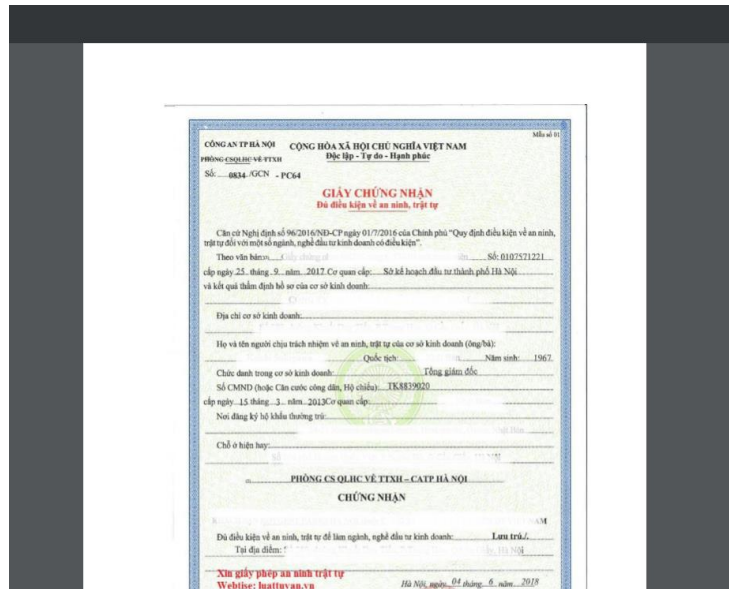 Mẫu số 01
CÔNG AN TP HÀ NỘI CỘNG HÒA XÃ HỘI CHỦ NGHĨA VIỆT NAM
PHÒNG CSQLHC VỀ TTXH Độc lập - Tự do - Hạnh phúc
Số: 0834 /GCN - PC64
GIẤY CHỨNG NHẬN
Đủ điều kiện về an ninh, trật tự
Căn cứ Nghị định số 96/2016/NĐ-CP ngày 01/7/2016 của Chính phủ “Quy định điều kiện về an ninh,
trật tự đối với một số ngành, nghề đầu tư kinh doanh có điều kiện”.
Theo văn bản: Số: 0107571221
cấp ngày 25 tháng 9 năm 2017 Cơ quan cấp: Sở kế hoạch đầu tư thành phố Hà Nội
và kết quả thẩm định hồ sơ của cơ sở kinh doanh:
Địa chỉ cơ sở kinh doanh:
Họ và tên người chịu trách nhiệm về an ninh, trật tự của cơ sở kinh doanh (ông/bà):
Quốc tịch: Năm sinh: 1967
Chức danh trong cơ sở kinh doanh: Tổng giám đốc
Số CMND (hoặc Căn cước công dân, Hộ chiếu): TK8839020
cấp ngày 15 tháng 3 năm 2013 Cơ quan cấp:
Nơi đăng ký hộ khẩu thường trú:
Chỗ ở hiện nay:
PHÒNG CS QLHC VỀ TTXH – CATP HÀ NỘI
CHỨNG NHẬN
Đủ điều kiện về an ninh, trật tự để làm ngành, nghề đầu tư kinh doanh: Lưu trú./.
Tại địa điểm: Hà Nội
Xin giấy phép an ninh trật tự
Webtise: luattuvan.vn Hà Nội, ngày 04 tháng 6 năm 2018